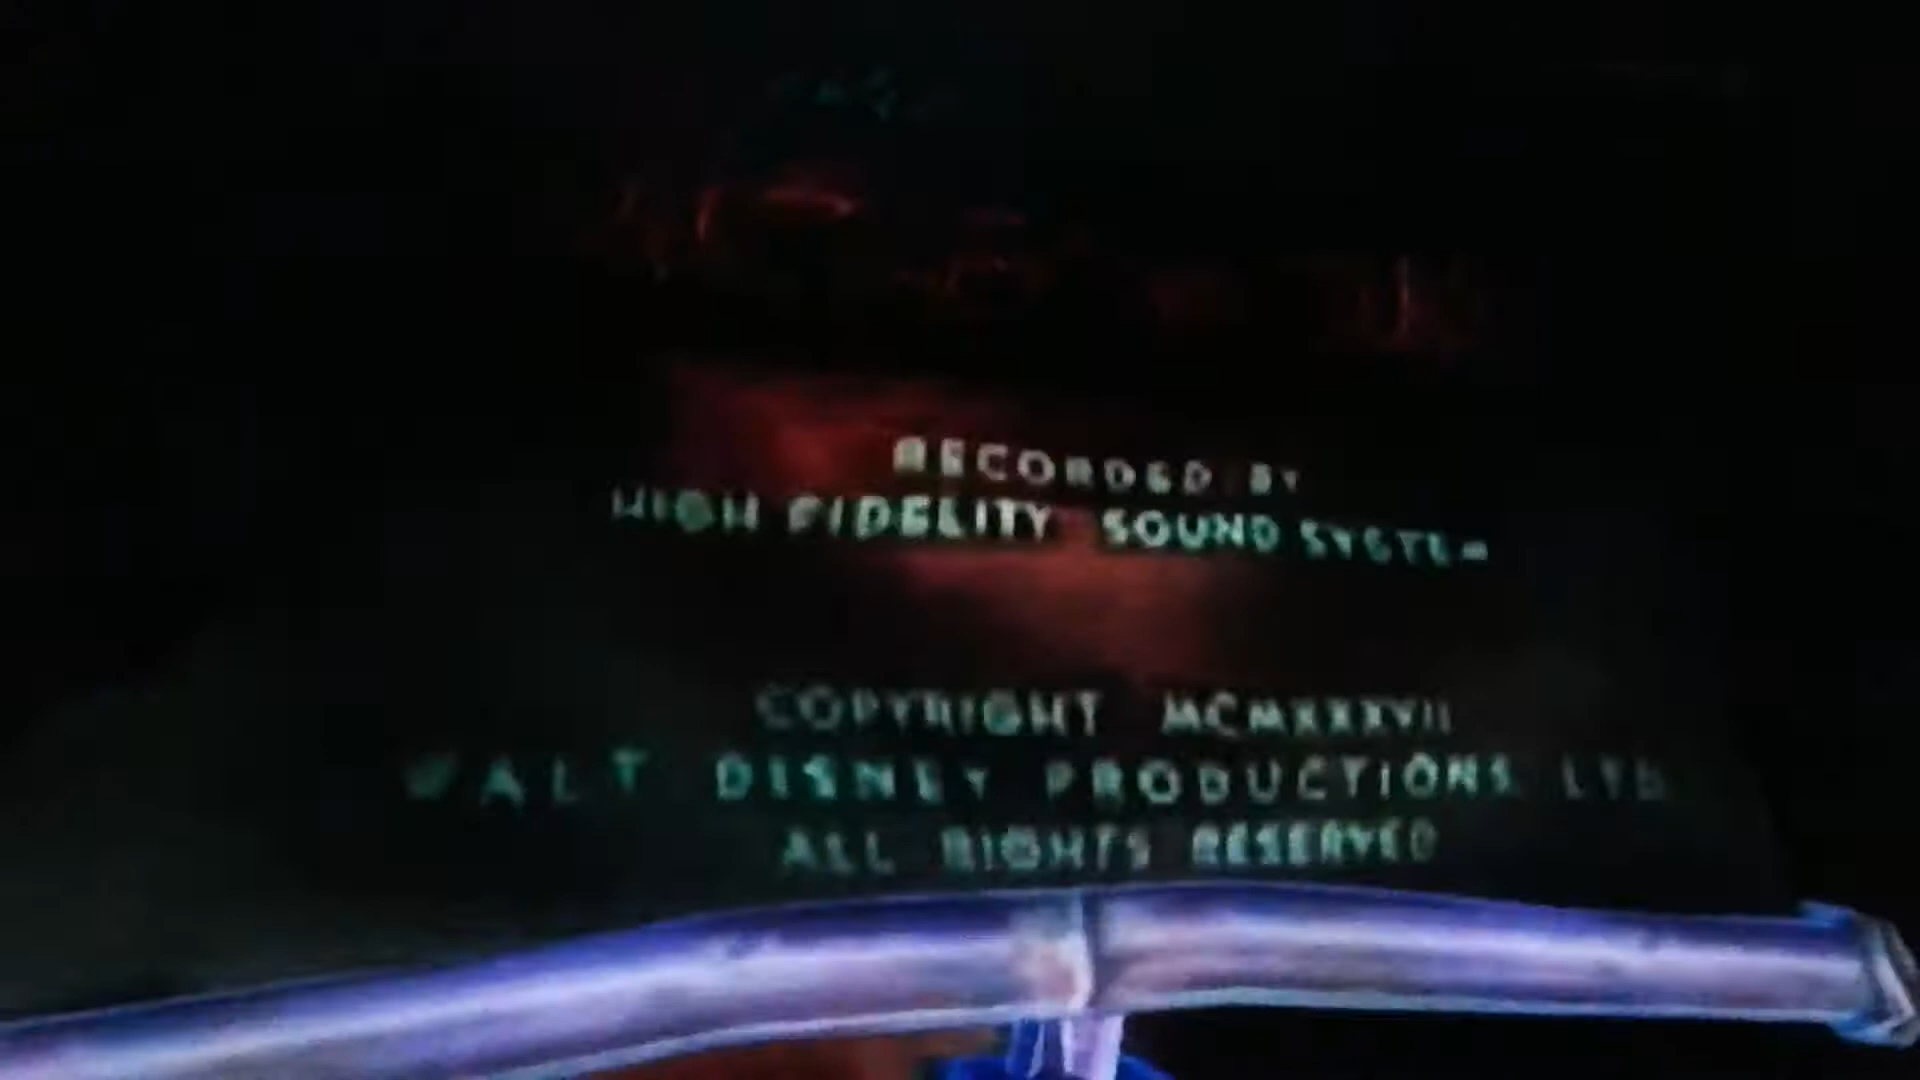 RECORDED BY
HIGH FIDELITY SOUND SYSTEM
COPYRIGHT MCMXXXVII
WALT DISNEY PRODUCTIONS LTD
ALL RIGHTS RESERVED